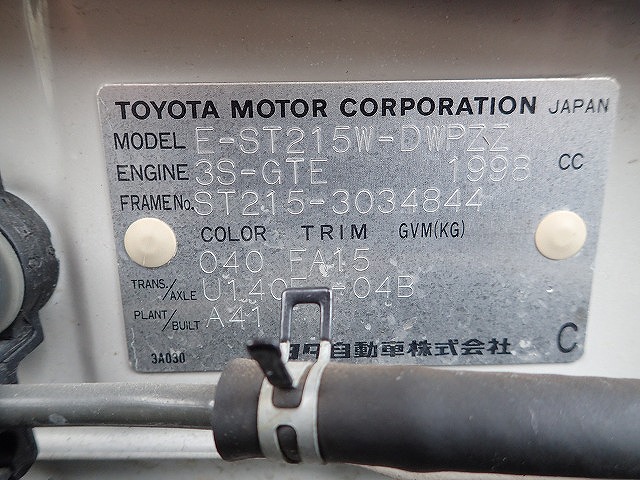 TOYOTA MOTOR CORPORATION JAPAN
MODEL E-ST215W-DWPZZ
ENGINE 3S-GTE 1998 CC
FRAME No. ST215-3034844
COLOR TRIM GVM(KG)
040 FA15
TRANS./AXLE -04B
PLANT/BUILT A41
3A030 自動車株式会社 C